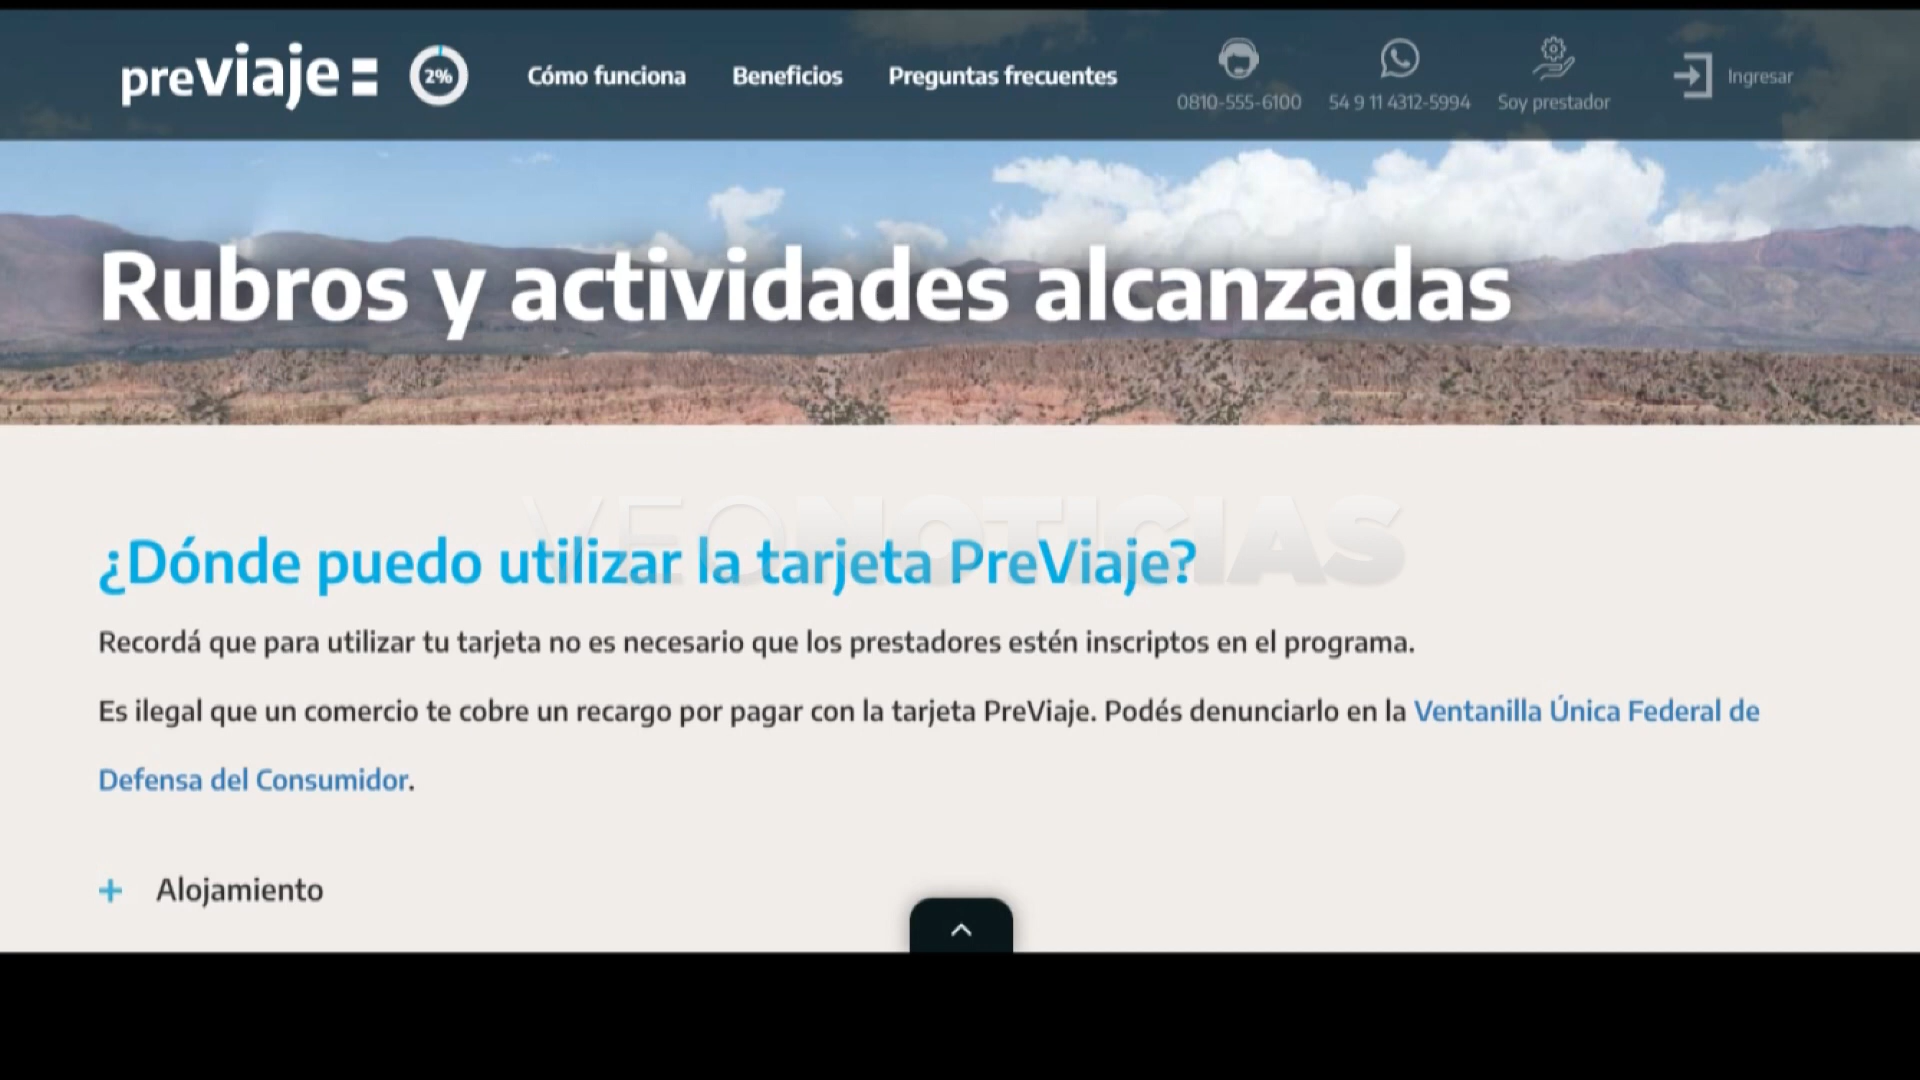 preViaje
2%
Cómo funciona
Beneficios
Preguntas frecuentes
0810-555-6100
54 9 11 4312-5994
Soy prestador
Ingresar
Rubros y actividades alcanzadas
VEONOTICIAS
¿Dónde puedo utilizar la tarjeta PreViaje?
Recordá que para utilizar tu tarjeta no es necesario que los prestadores estén inscriptos en el programa.
Es ilegal que un comercio te cobre un recargo por pagar con la tarjeta PreViaje. Podés denunciarlo en la Ventanilla Única Federal de
Defensa del Consumidor.
+ Alojamiento